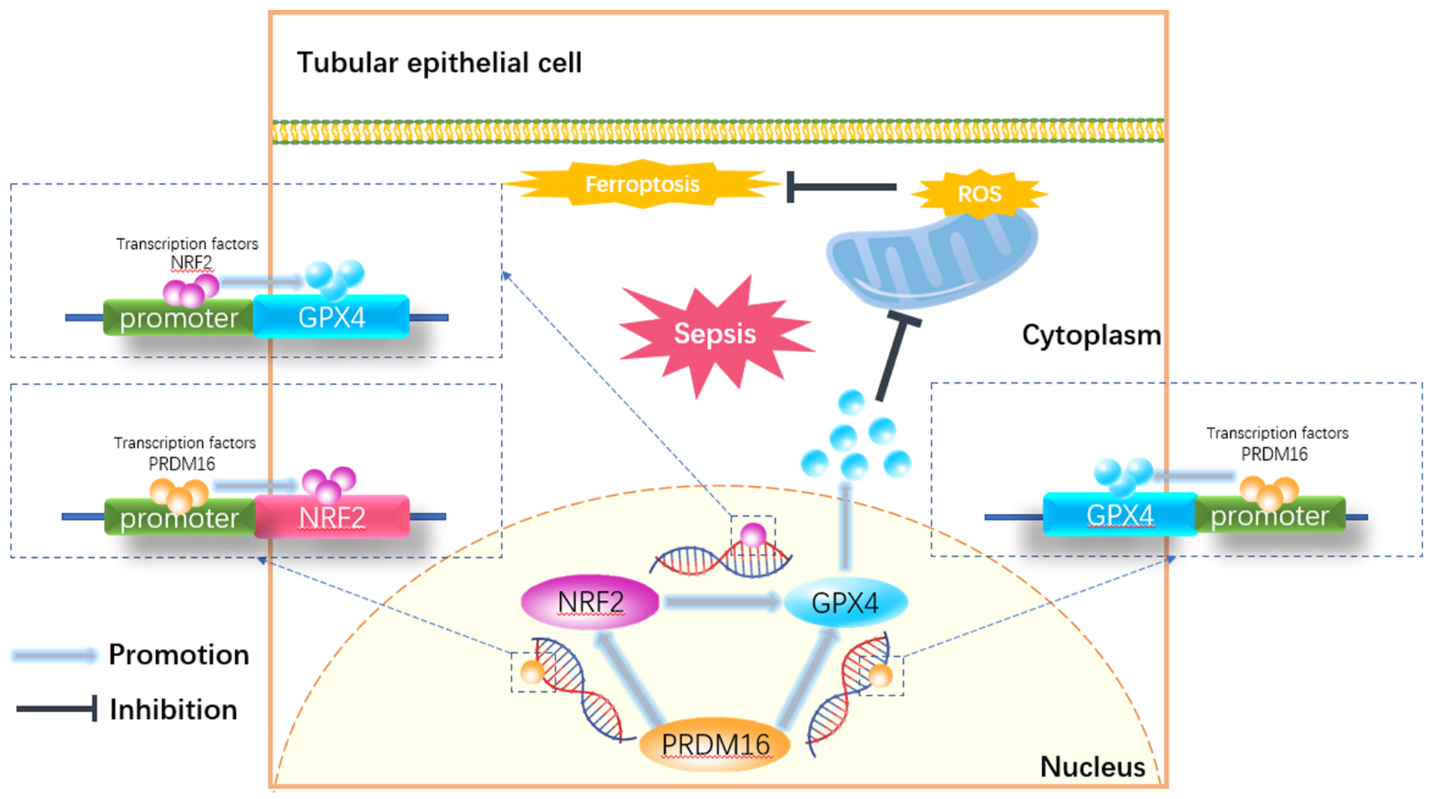 Tubular epithelial cell
Ferroptosis
ROS
Transcription factors
NRF2
promoter
GPX4
Sepsis
Cytoplasm
Transcription factors
PRDM16
promoter
NRF2
Transcription factors
PRDM16
GPX4
promoter
NRF2
GPX4
Promotion
Inhibition
PRDM16
Nucleus